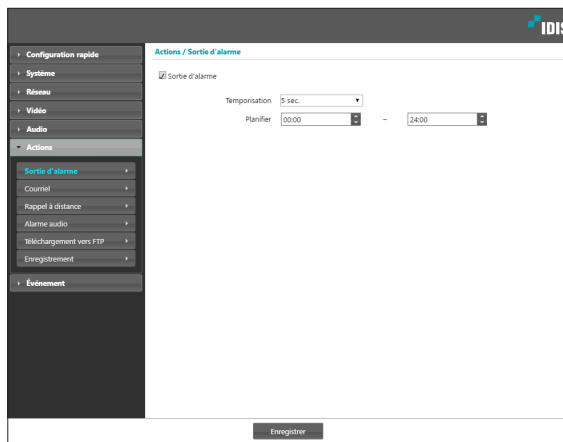 IDIS
Configuration rapide
Système
Réseau
Vidéo
Audio
Actions
Sortie d'alarme
Courriel
Rappel à distance
Alarme audio
Téléchargement vers FTP
Enregistrement
Événement
Actions / Sortie d'alarme
Sortie d'alarme
Temporisation 5 sec.
Planifier 00:00 – 24:00
Enregistrer